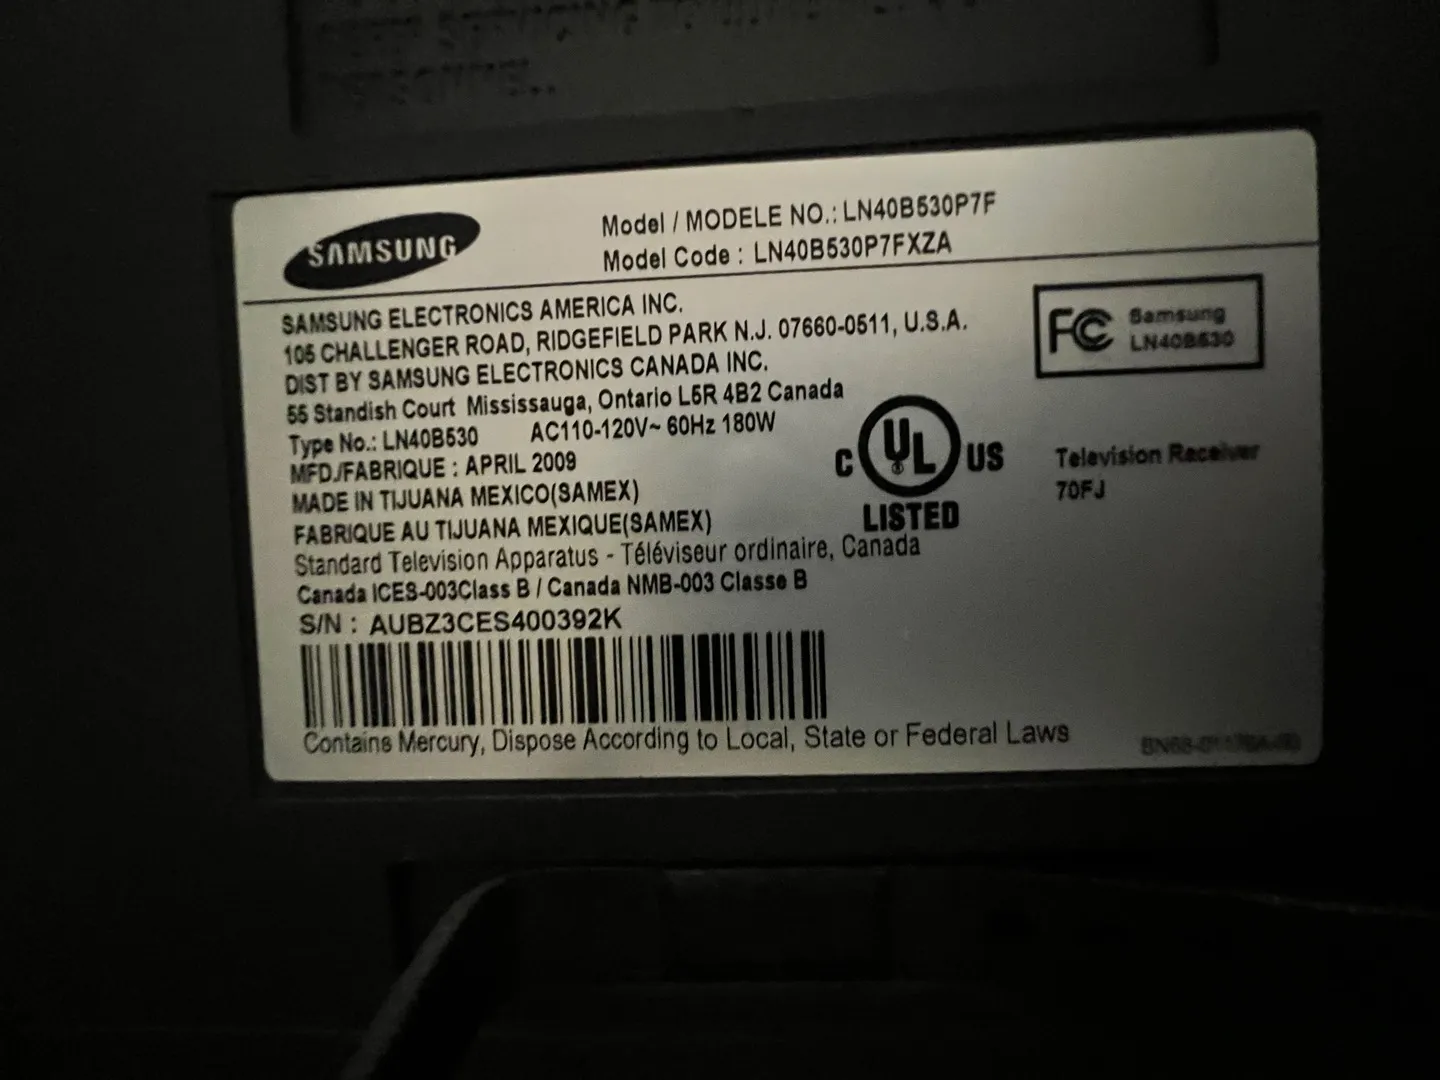 SAMSUNG
Model / MODELE NO.: LN40B530P7F
Model Code : LN40B530P7FXZA
SAMSUNG ELECTRONICS AMERICA INC.
105 CHALLENGER ROAD, RIDGEFIELD PARK N.J. 07660-0511, U.S.A.
DIST BY SAMSUNG ELECTRONICS CANADA INC.
55 Standish Court Mississauga, Ontario L5R 4B2 Canada
Type No.: LN40B530 AC110-120V~ 60Hz 180W
MFD./FABRIQUE : APRIL 2009
MADE IN TIJUANA MEXICO(SAMEX)
FABRIQUE AU TIJUANA MEXIQUE(SAMEX)
Standard Television Apparatus - Téléviseur ordinaire, Canada
Canada ICES-003Class B / Canada NMB-003 Classe B
S/N : AUBZ3CES400392K
Contains Mercury, Dispose According to Local, State or Federal Laws
FC Samsung
LN40B530
C UL ® US
LISTED
Television Receiver
70FJ